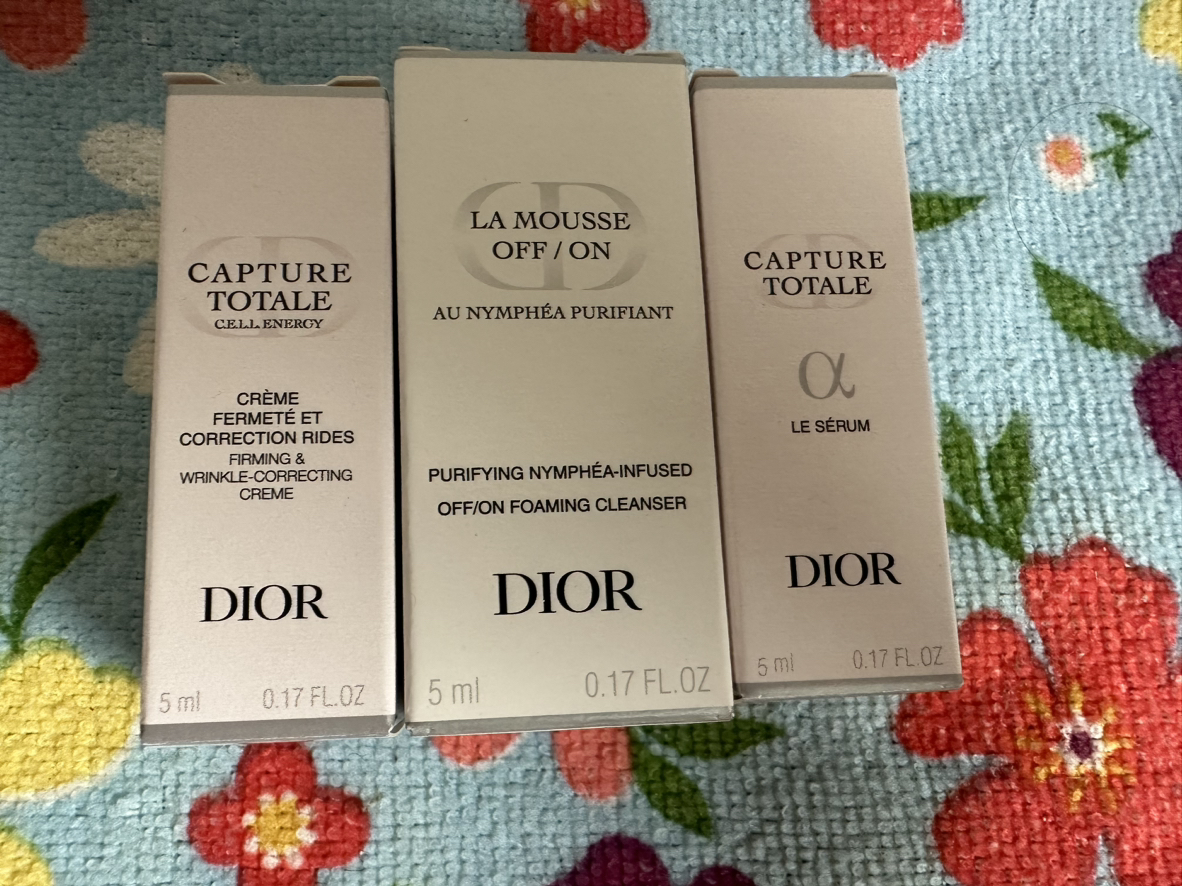 CAPTURE
TOTALE
C.E.L.L. ENERGY
CRÈME
FERMETÉ ET
CORRECTION RIDES
FIRMING &
WRINKLE-CORRECTING
CREME
DIOR
5 ml 0.17 FL.OZ
LA MOUSSE
OFF / ON
AU NYMPHÉA PURIFIANT
PURIFYING NYMPHÉA-INFUSED
OFF/ON FOAMING CLEANSER
DIOR
5 ml 0.17 FL.OZ
CAPTURE
TOTALE
α
LE SÉRUM
DIOR
5 ml 0.17 FL.OZ